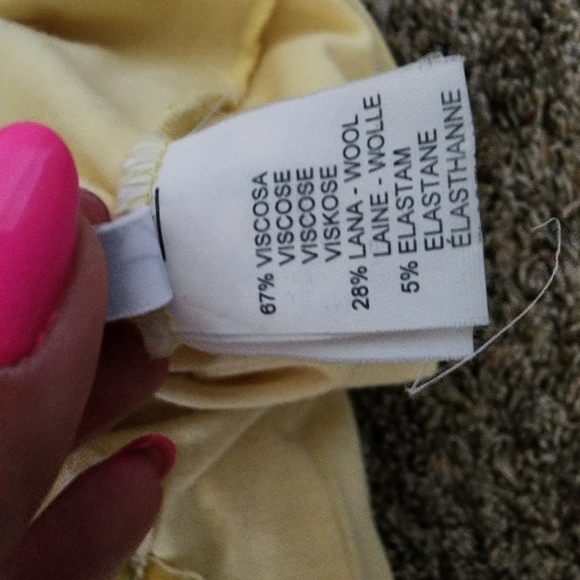 67% VISCOSA
VISCOSE
VISCOSE
VISKOSE
28% LANA - WOOL
LAINE - WOLLE
5% ELASTAM
ELASTANE
ÉLASTHANNE